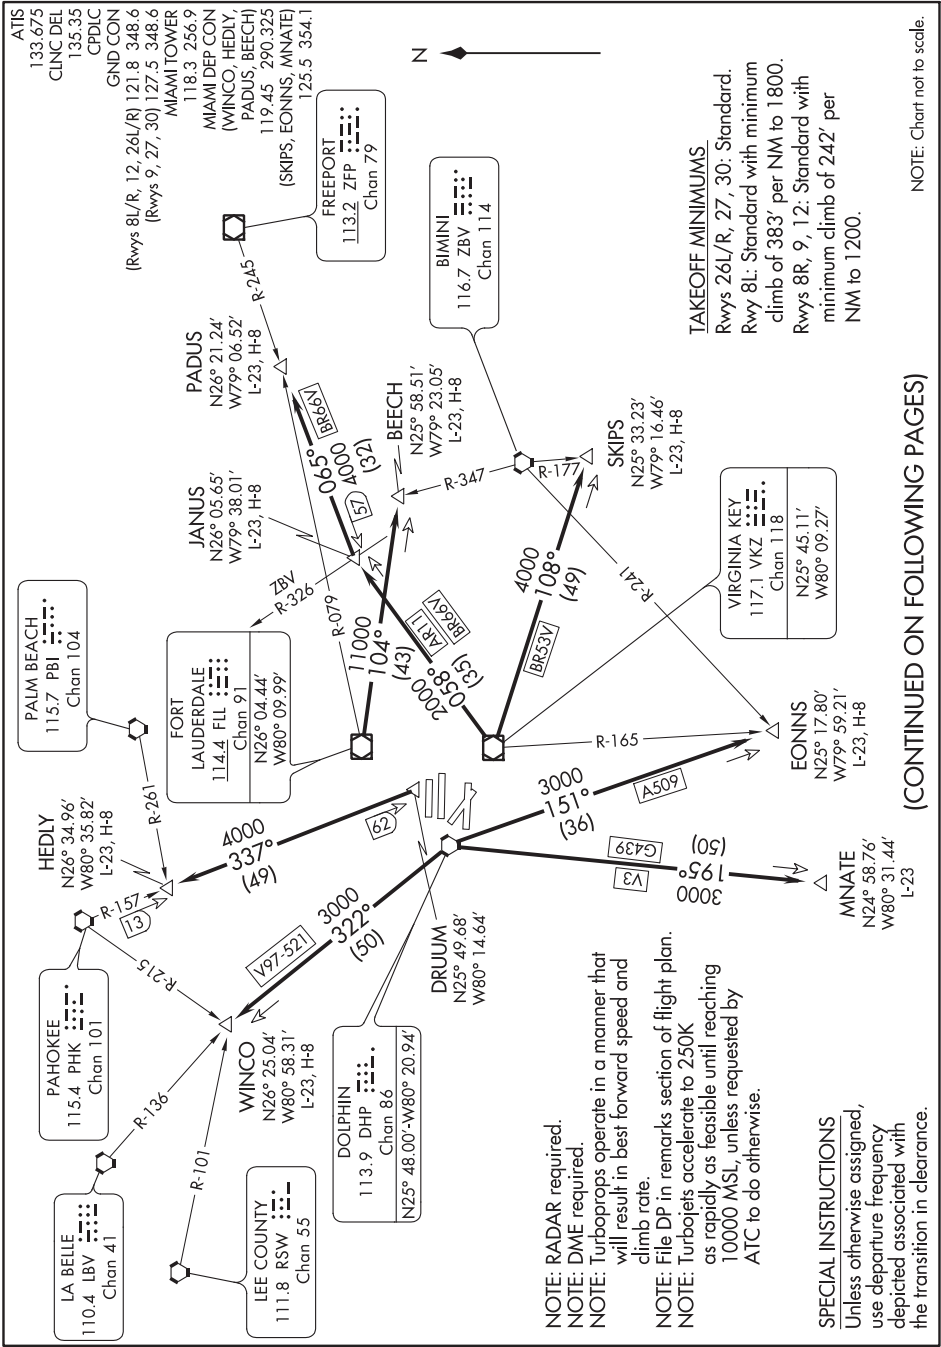 ATIS
133.675
CLNC DEL
135.35
CPDLC
GND CON
(Rwys 8L/R, 12, 26L/R) 121.8 348.6
(Rwys 9, 27, 30) 127.5 348.6
MIAMI TOWER
118.3 256.9
MIAMI DEP CON
(WINCO, HEDLY,
PADUS, BEECH)
119.45 290.325
(SKIPS, EONNS, MNATE)
125.5 354.1
N
LA BELLE
110.4 LBV
Chan 41
PAHOKEE
115.4 PHK
Chan 101
PALM BEACH
115.7 PBI
Chan 104
FREEPORT
113.2 ZFP
Chan 79
LEE COUNTY
111.8 RSW
Chan 55
FORT
LAUDERDALE
114.4 FLL
Chan 91
N26° 04.44'
W80° 09.99'
BIMINI
116.7 ZBV
Chan 114
DOLPHIN
113.9 DHP
Chan 86
N25° 48.00'-W80° 20.94'
VIRGINIA KEY
117.1 VKZ
Chan 118
N25° 45.11'
W80° 09.27'
HEDLY
N26° 34.96'
W80° 35.82'
L-23, H-8
WINCO
N26° 25.04'
W80° 58.31'
L-23, H-8
JANUS
N26° 05.65'
W79° 38.01'
L-23, H-8
PADUS
N26° 21.24'
W79° 06.52'
L-23, H-8
BEECH
N25° 58.51'
W79° 23.05'
L-23, H-8
SKIPS
N25° 33.23'
W79° 16.46'
L-23, H-8
DRUUM
N25° 49.68'
W80° 14.64'
EONNS
N25° 17.80'
W79° 59.21'
L-23, H-8
MNATE
N24° 58.76'
W80° 31.44'
L-23
R-136
R-101
R-215
R-157
13
R-261
R-079
ZBV
R-326
R-245
R-347
R-177
R-241
R-165
V97-521
3000
322°
(50)
4000
337°
(49)
62
11000
104°
(43)
2000
058°
(35)
AR11
BR66V
57
065°
4000
(32)
BR66V
4000
108°
(49)
BR53V
3000
151°
(36)
A509
V3
G439
3000
195°
(50)
TAKEOFF MINIMUMS
Rwys 26L/R, 27, 30: Standard.
Rwy 8L: Standard with minimum
climb of 383' per NM to 1800.
Rwys 8R, 9, 12: Standard with
minimum climb of 242' per
NM to 1200.
NOTE: RADAR required.
NOTE: DME required.
NOTE: Turboprops operate in a manner that
will result in best forward speed and
climb rate.
NOTE: File DP in remarks section of flight plan.
NOTE: Turbojets accelerate to 250K
as rapidly as feasible until reaching
10000 MSL, unless requested by
ATC to do otherwise.
SPECIAL INSTRUCTIONS
Unless otherwise assigned,
use departure frequency
depicted associated with
the transition in clearance.
(CONTINUED ON FOLLOWING PAGES)
NOTE: Chart not to scale.